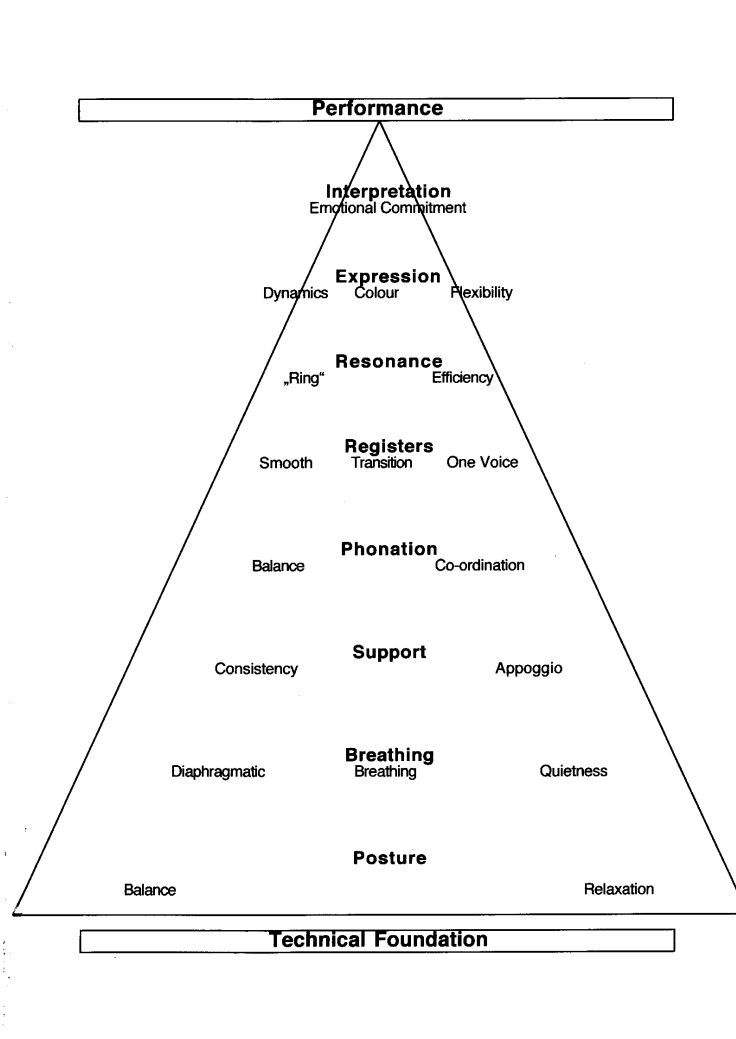 Performance
Interpretation
Emotional Commitment
Expression
Dynamics Colour Flexibility
Resonance
„Ring“ Efficiency
Registers
Smooth Transition One Voice
Phonation
Balance Co-ordination
Support
Consistency Appoggio
Breathing
Diaphragmatic Breathing Quietness
Posture
Balance Relaxation
Technical Foundation